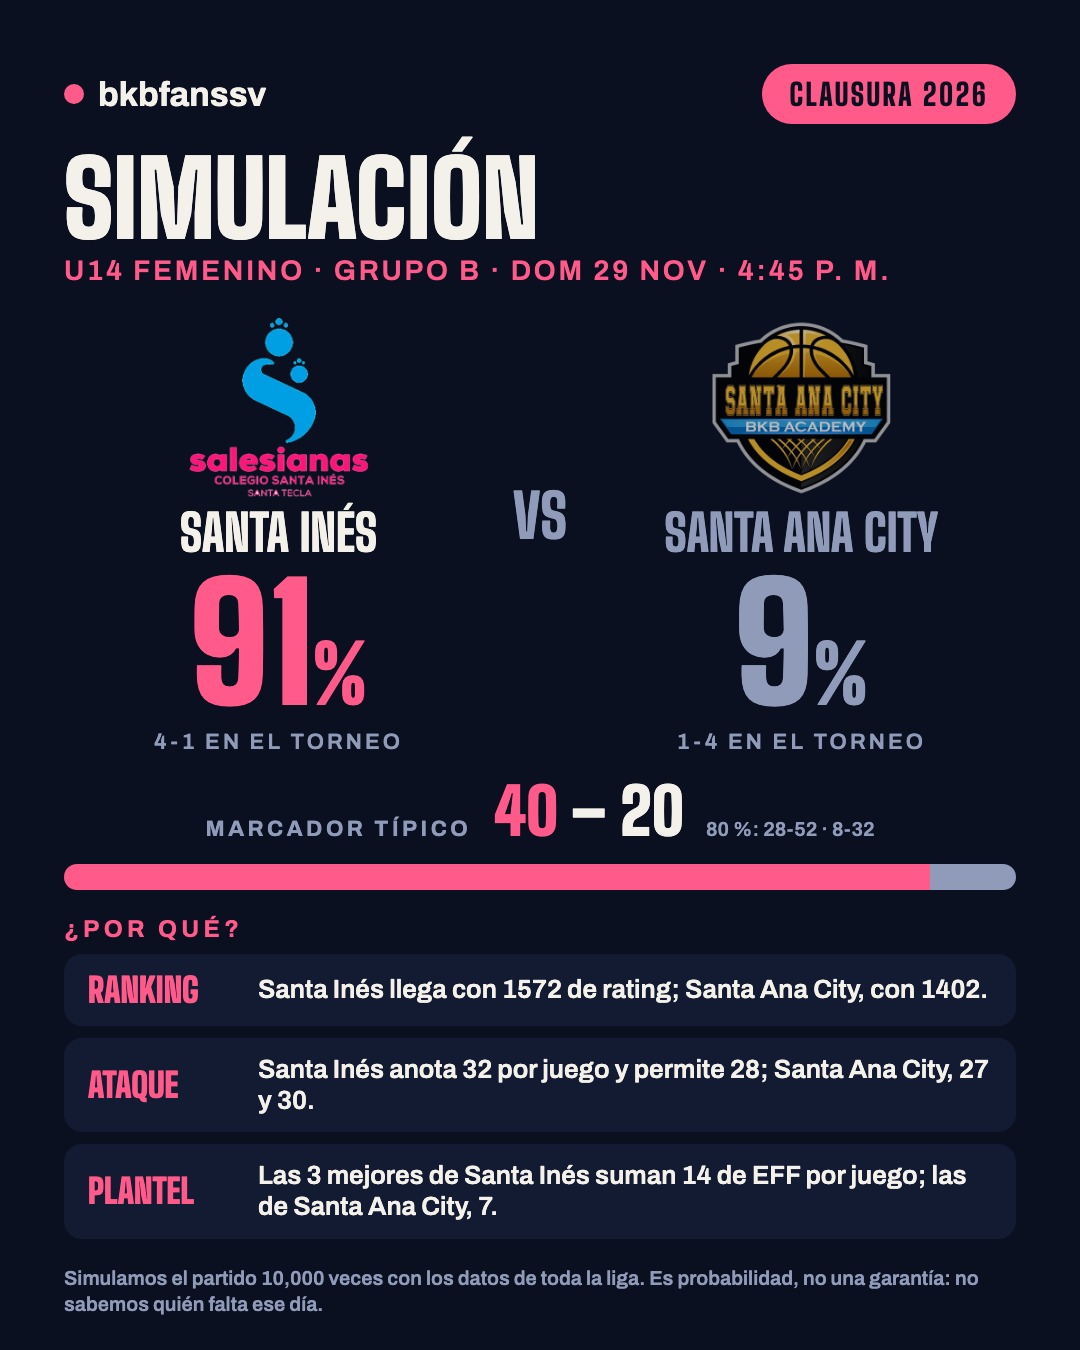 bkbfanssv
CLAUSURA 2026
SIMULACIÓN
U14 FEMENINO · GRUPO B · DOM 29 NOV · 4:45 P. M.
salesianas
COLEGIO SANTA INÉS
SANTA TECLA
SANTA ANA CITY
BKB ACADEMY
SANTA INÉS
VS
SANTA ANA CITY
91%
9%
4-1 EN EL TORNEO
1-4 EN EL TORNEO
MARCADOR TÍPICO 40 – 20 80 %: 28-52 · 8-32
¿POR QUÉ?
RANKING
Santa Inés llega con 1572 de rating; Santa Ana City, con 1402.
ATAQUE
Santa Inés anota 32 por juego y permite 28; Santa Ana City, 27
y 30.
PLANTEL
Las 3 mejores de Santa Inés suman 14 de EFF por juego; las
de Santa Ana City, 7.
Simulamos el partido 10,000 veces con los datos de toda la liga. Es probabilidad, no una garantía: no
sabemos quién falta ese día.